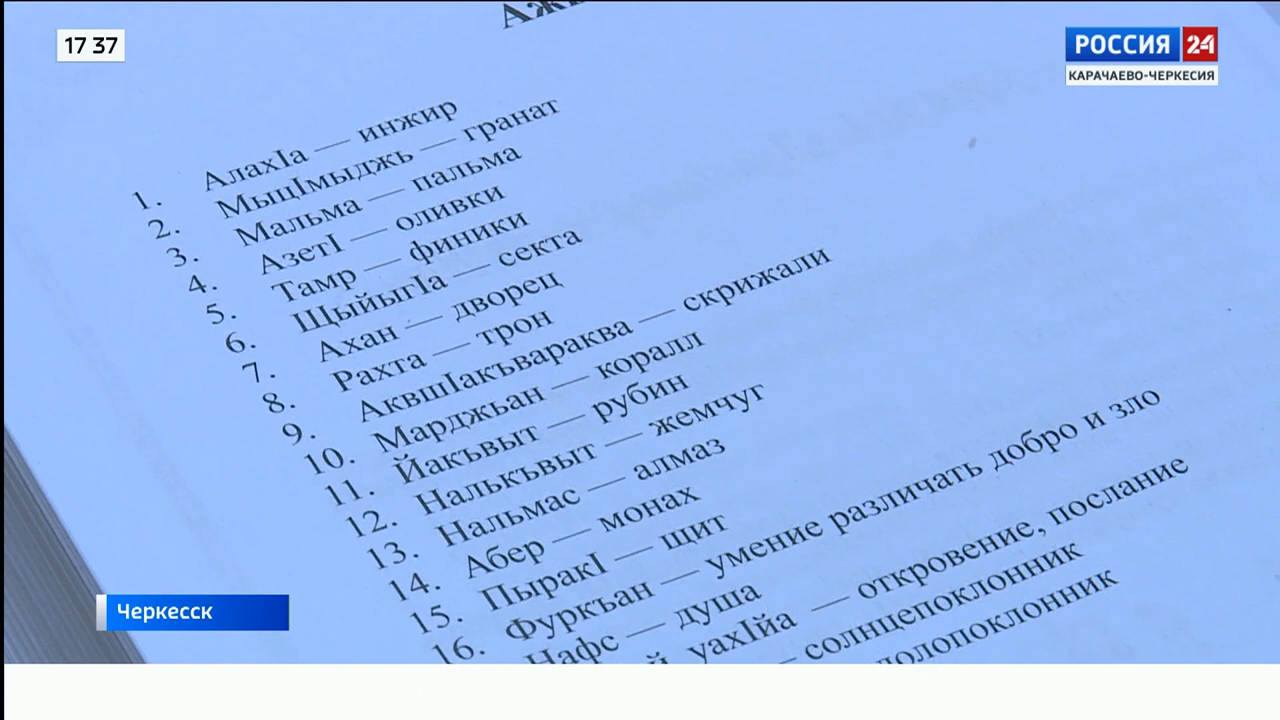 17 37
РОССИЯ 24
КАРАЧАЕВО-ЧЕРКЕСИЯ
1. АлахIа — инжир
2. МыцIмыджь — гранат
3. Мальма — пальма
4. АзетI — оливки
5. Тамр — финики
6. ЩыйыгIа — секта
7. Ахан — дворец
8. Рахта — трон
9. АквшIакъвараква — скрижали
10. Марджьан — коралл
11. Йакъвыт — рубин
12. Налькъвыт — жемчуг
13. Нальмас — алмаз
14. Абер — монах
15. ПыракI — щит
16. Фуркъан — умение различать добро и зло
Нафс — душа
уахIйа — откровение, послание
— солнцепоклонник
Черкесск